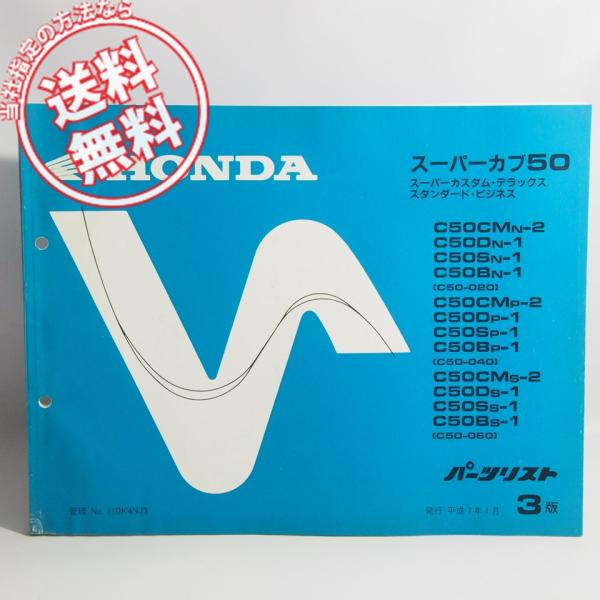 当社指定の方法なら
送料
無料
HONDA
スーパーカブ50
スーパーカスタム・デラックス
スタンダード・ビジネス
C50CMN-2
C50DN-1
C50SN-1
C50BN-1
(C50-020)
C50CMP-2
C50DP-1
C50SP-1
C50BP-1
(C50-040)
C50CMS-2
C50DS-1
C50SS-1
C50BS-1
(C50-060)
パーツリスト
管理 No. 110K4NJ3
発行 平成7年1月
3版